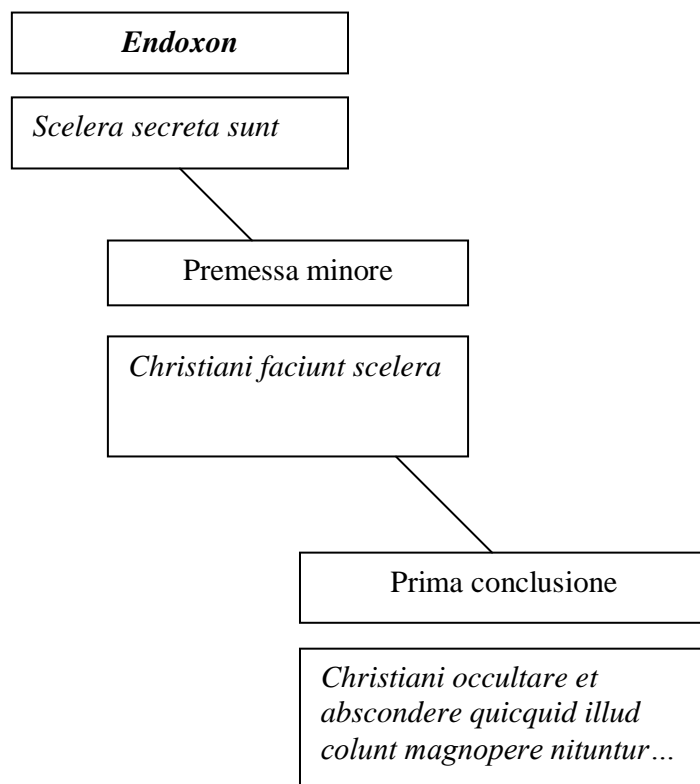 Endoxon
Scelera secreta sunt
Premessa minore
Christiani faciunt scelera
Prima conclusione
Christiani occultare et
abscondere quicquid illud
colunt magnopere nituntur…